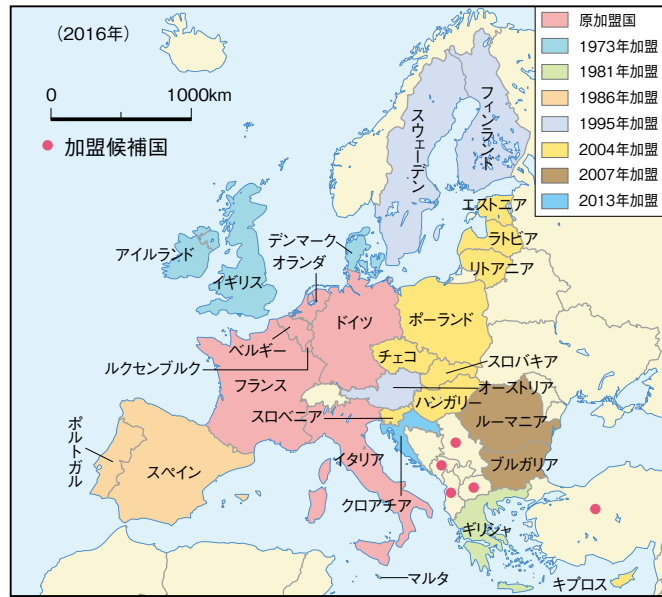 (2016年)
0 1000km
加盟候補国
原加盟国
1973年加盟
1981年加盟
1986年加盟
1995年加盟
2004年加盟
2007年加盟
2013年加盟
フィンランド
スウェーデン
エストニア
ラトビア
リトアニア
デンマーク
アイルランド
オランダ
イギリス
ドイツ
ポーランド
ベルギー
チェコ
スロバキア
ルクセンブルク
フランス
オーストリア
ハンガリー
スロベニア
ルーマニア
ポルトガル
スペイン
イタリア
ブルガリア
クロアチア
ギリシャ
マルタ
キプロス